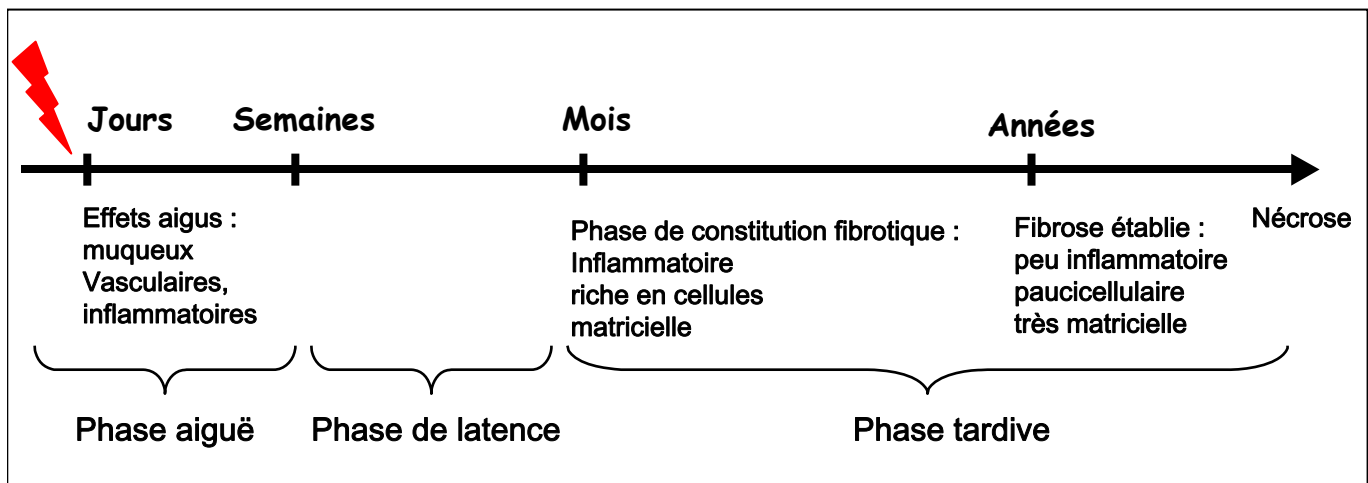 Jours
Semaines
Mois
Années
Effets aigus :
muqueux
Vasculaires,
inflammatoires
Phase de constitution fibrotique :
Inflammatoire
riche en cellules
matricielle
Fibrose établie :
peu inflammatoire
paucicellulaire
très matricielle
Nécrose
Phase aiguë
Phase de latence
Phase tardive